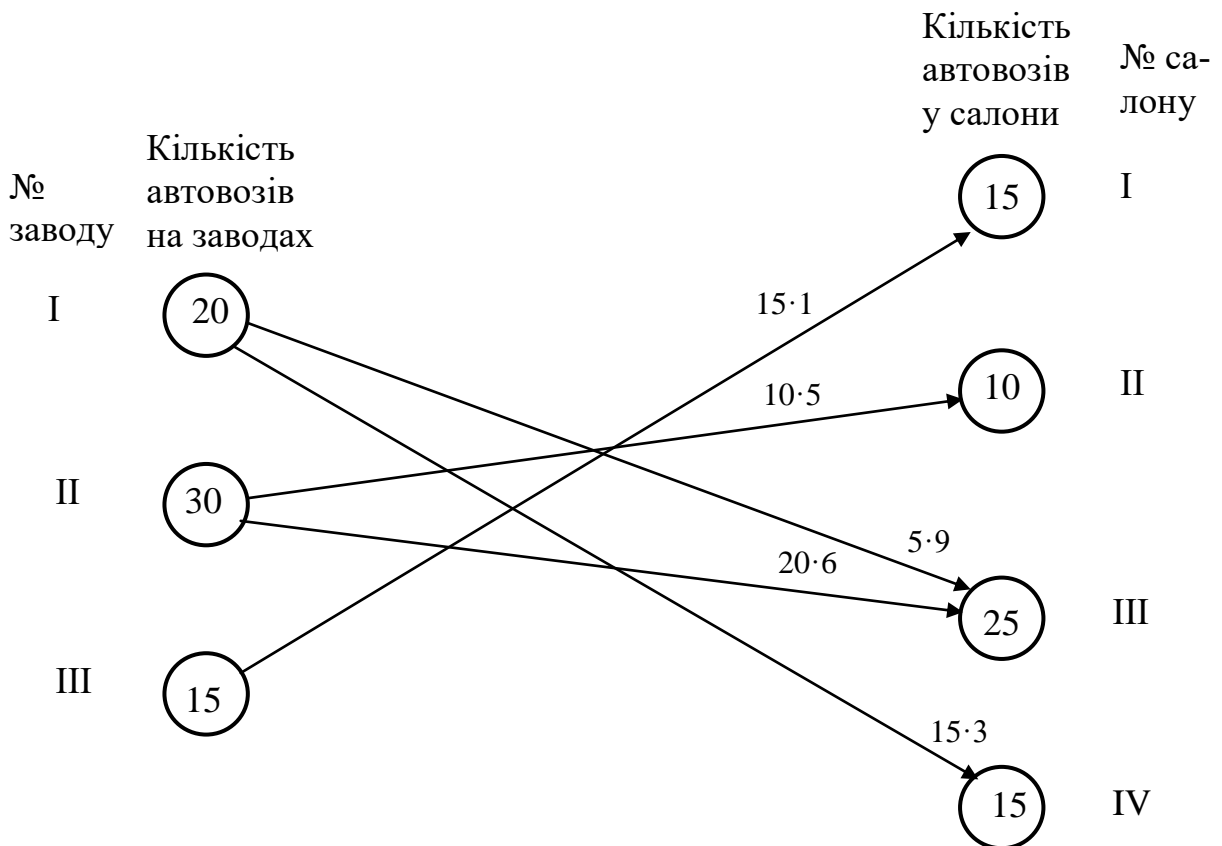 №
заводу
Кількість
автовозів
на заводах
Кількість
автовозів
у салони
№ са-
лону
I
20
II
30
III
15
15·1
10·5
5·9
20·6
15·3
15
I
10
II
25
III
15
IV